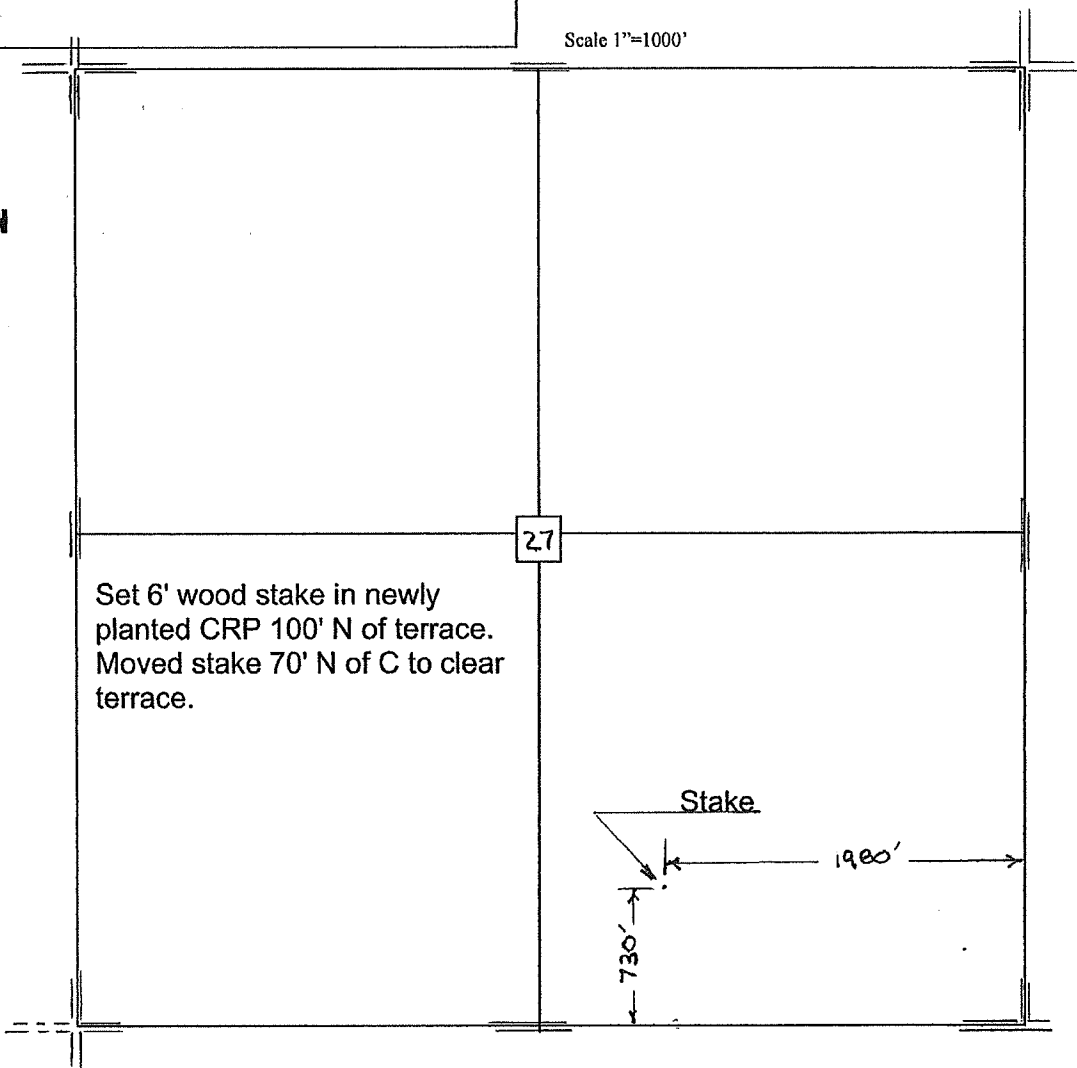 Scale 1"=1000'
27
Set 6' wood stake in newly
planted CRP 100' N of terrace.
Moved stake 70' N of C to clear
terrace.
Stake
1980'
730'